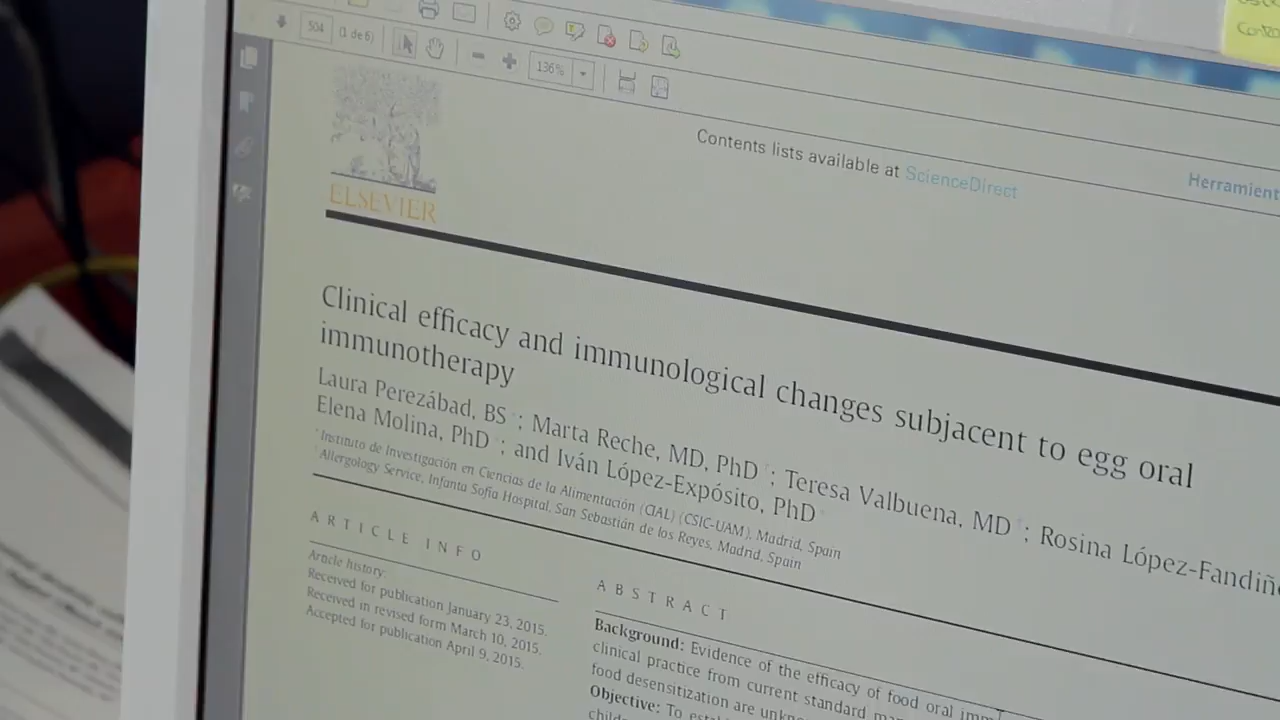 504 (1 de 6)
136%
Contents lists available at ScienceDirect
Herramient
ELSEVIER
Clinical efficacy and immunological changes subjacent to egg oral
immunotherapy
Laura Perezábad, BS ; Marta Reche, MD, PhD ; Teresa Valbuena, MD ; Rosina López-Fandiñ
Elena Molina, PhD ; and Iván López-Expósito, PhD
Instituto de Investigación en Ciencias de la Alimentación (CIAL) (CSIC-UAM), Madrid, Spain
Allergology Service, Infanta Sofía Hospital, San Sebastián de los Reyes, Madrid, Spain
ARTICLE INFO
Article history:
Received for publication January 23, 2015.
Received in revised form March 10, 2015.
Accepted for publication April 9, 2015.
ABSTRACT
Background: Evidence of the efficacy of food oral imm
clinical practice from current standard
food desensitization are
Objective: To